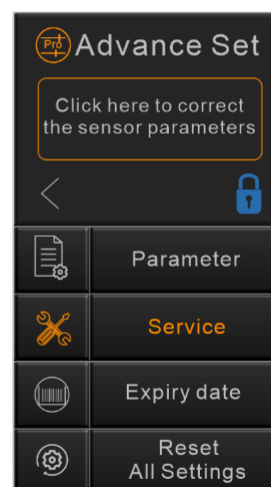 Pro
Advance Set
Click here to correct
the sensor parameters
Parameter
Service
Expiry date
Reset
All Settings